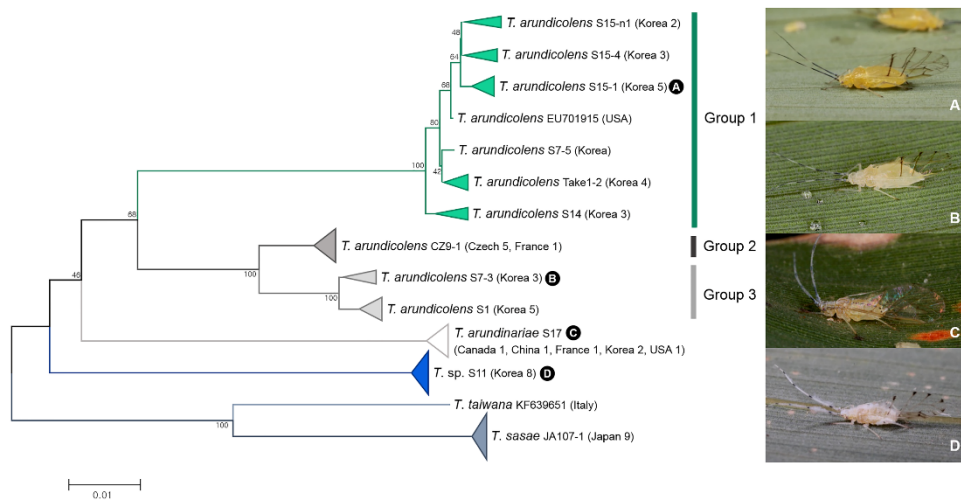 T. arundicolens S15-n1 (Korea 2)
48
T. arundicolens S15-4 (Korea 3)
64
T. arundicolens S15-1 (Korea 5) A
68
T. arundicolens EU701915 (USA)
Group 1
80
T. arundicolens S7-5 (Korea)
100
42
T. arundicolens Take1-2 (Korea 4)
T. arundicolens S14 (Korea 3)
68
T. arundicolens CZ9-1 (Czech 5, France 1)
Group 2
100
46
T. arundicolens S7-3 (Korea 3) B
100
Group 3
T. arundicolens S1 (Korea 5)
T. arundinariae S17 C
(Canada 1, China 1, France 1, Korea 2, USA 1)
T. sp. S11 (Korea 8) D
T. taiwana KF639651 (Italy)
100
T. sasae JA107-1 (Japan 9)
0.01
A
B
C
D